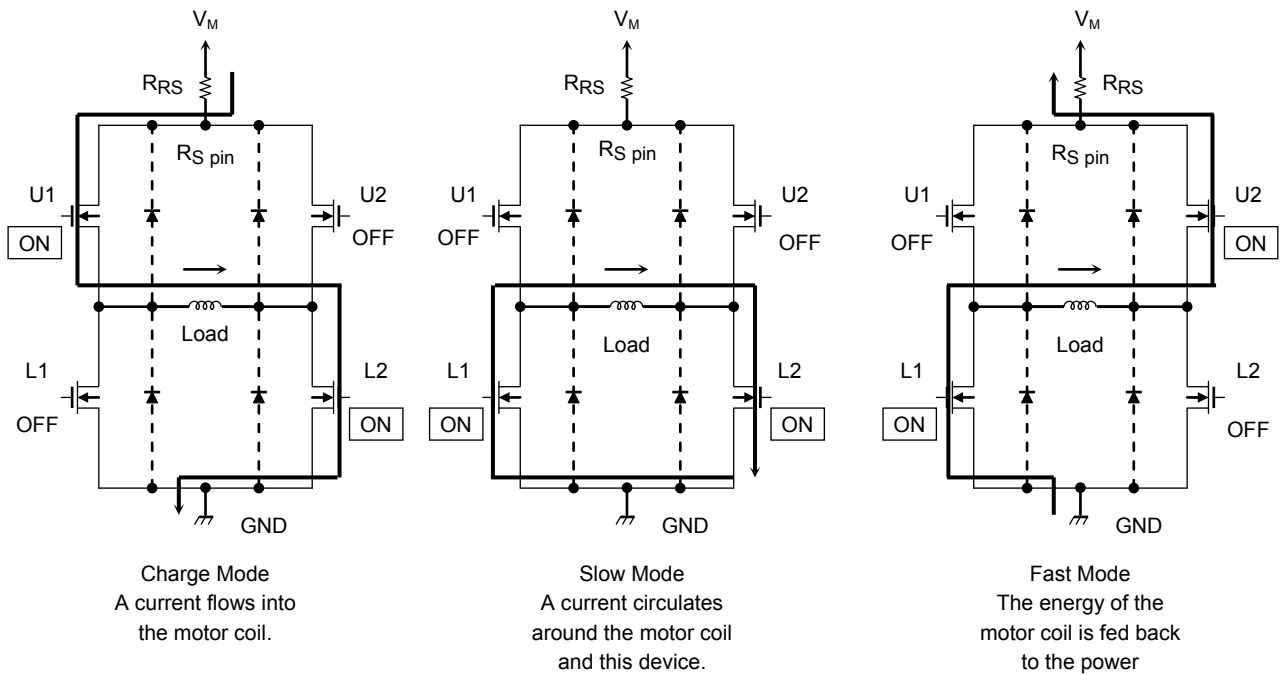 VM
RRS
RS pin
U1
ON
U2
OFF
Load
L1
OFF
L2
ON
GND
Charge Mode
A current flows into
the motor coil.
VM
RRS
RS pin
U1
OFF
U2
OFF
Load
L1
ON
L2
ON
GND
Slow Mode
A current circulates
around the motor coil
and this device.
VM
RRS
RS pin
U1
OFF
U2
ON
Load
L1
ON
L2
OFF
GND
Fast Mode
The energy of the
motor coil is fed back
to the power